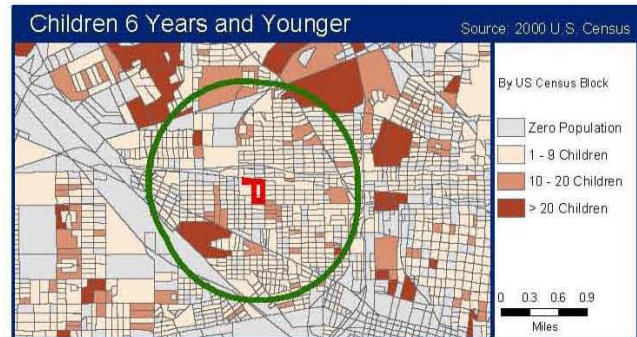 Children 6 Years and Younger
Source: 2000 U.S. Census
By US Census Block
Zero Population
1 - 9 Children
10 - 20 Children
> 20 Children
0 0.3 0.6 0.9
Miles